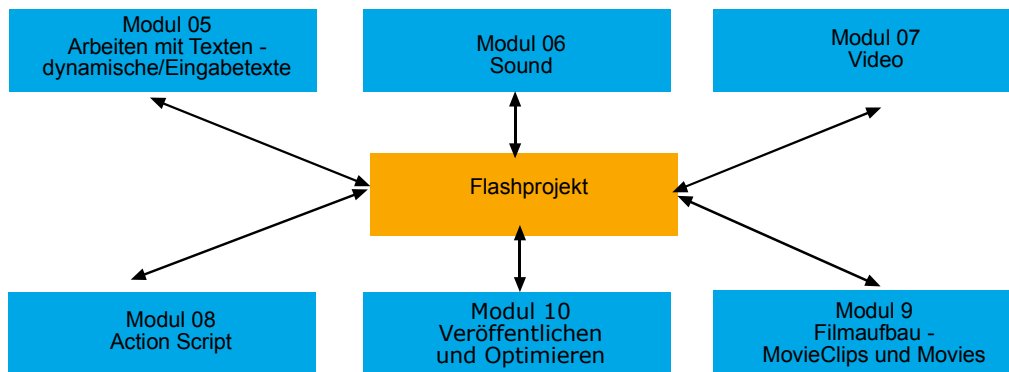 Modul 05
Arbeiten mit Texten -
dynamische/Eingabetexte
Modul 06
Sound
Modul 07
Video
Flashprojekt
Modul 08
Action Script
Modul 10
Veröffentlichen
und Optimieren
Modul 9
Filmaufbau -
MovieClips und Movies